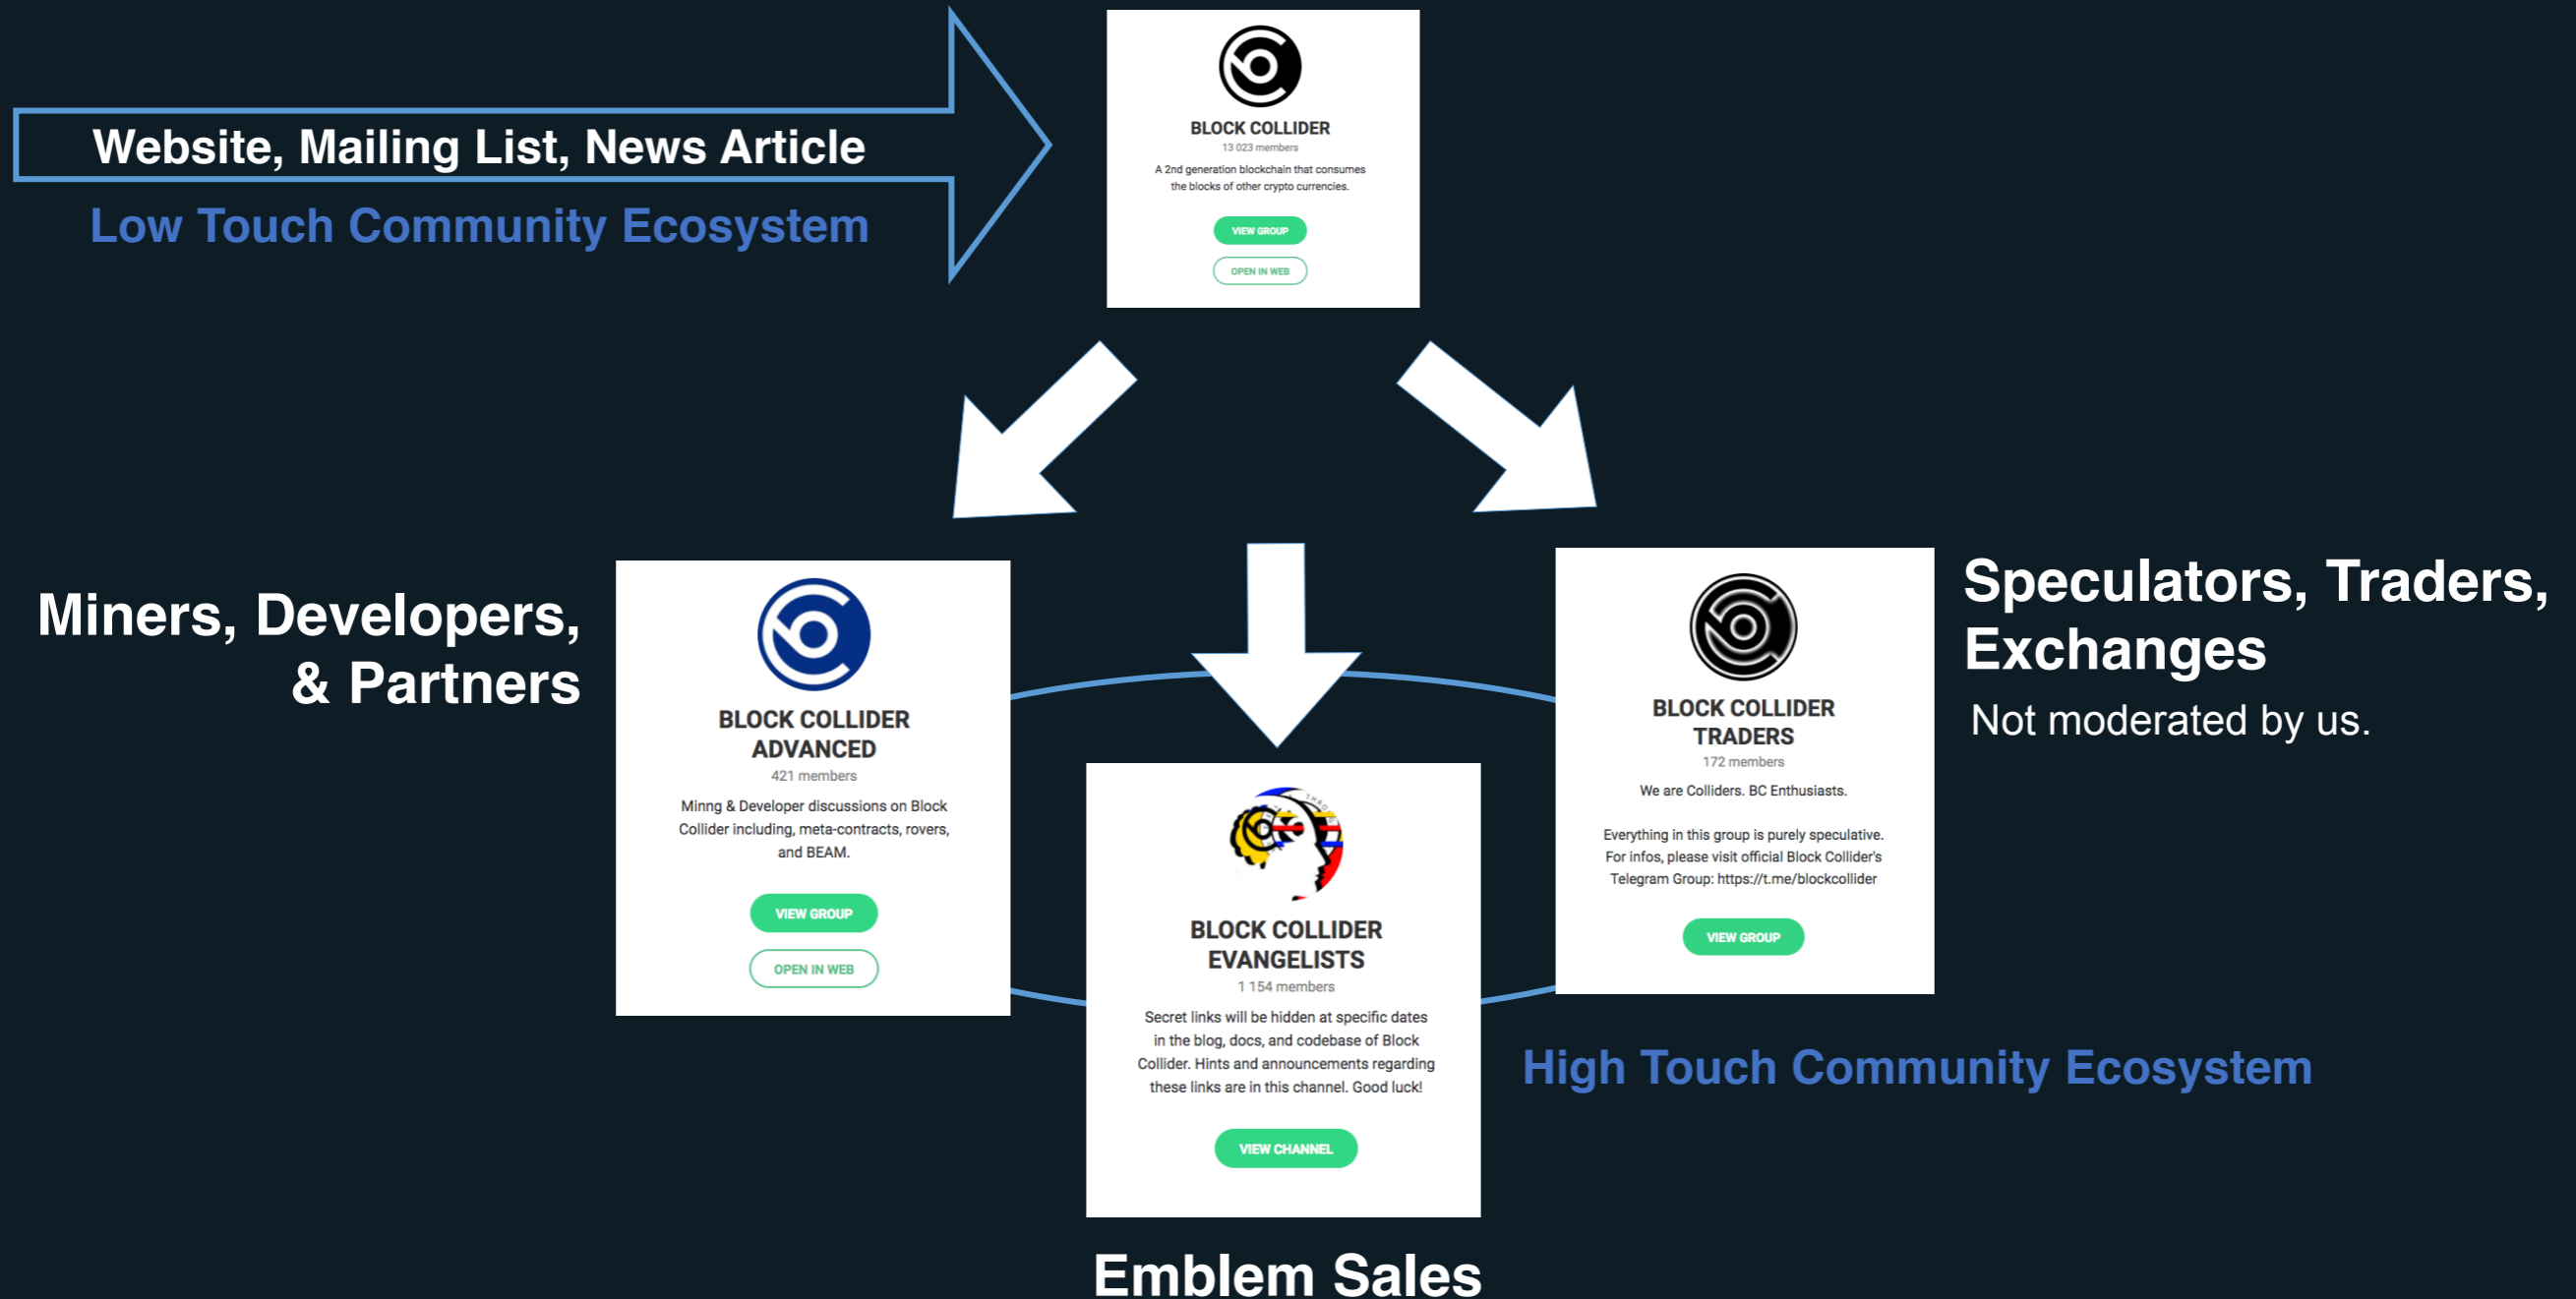 Website, Mailing List, News Article
Low Touch Community Ecosystem
BLOCK COLLIDER
13 023 members
A 2nd generation blockchain that consumes
the blocks of other crypto currencies.
VIEW GROUP
OPEN IN WEB
Miners, Developers,
& Partners
BLOCK COLLIDER
ADVANCED
421 members
Minng & Developer discussions on Block
Collider including, meta-contracts, rovers,
and BEAM.
VIEW GROUP
OPEN IN WEB
BLOCK COLLIDER
EVANGELISTS
1 154 members
Secret links will be hidden at specific dates
in the blog, docs, and codebase of Block
Collider. Hints and announcements regarding
these links are in this channel. Good luck!
VIEW CHANNEL
Emblem Sales
BLOCK COLLIDER
TRADERS
172 members
We are Colliders. BC Enthusiasts.
Everything in this group is purely speculative.
For infos, please visit official Block Collider's
Telegram Group: https://t.me/blockcollider
VIEW GROUP
Speculators, Traders,
Exchanges
Not moderated by us.
High Touch Community Ecosystem